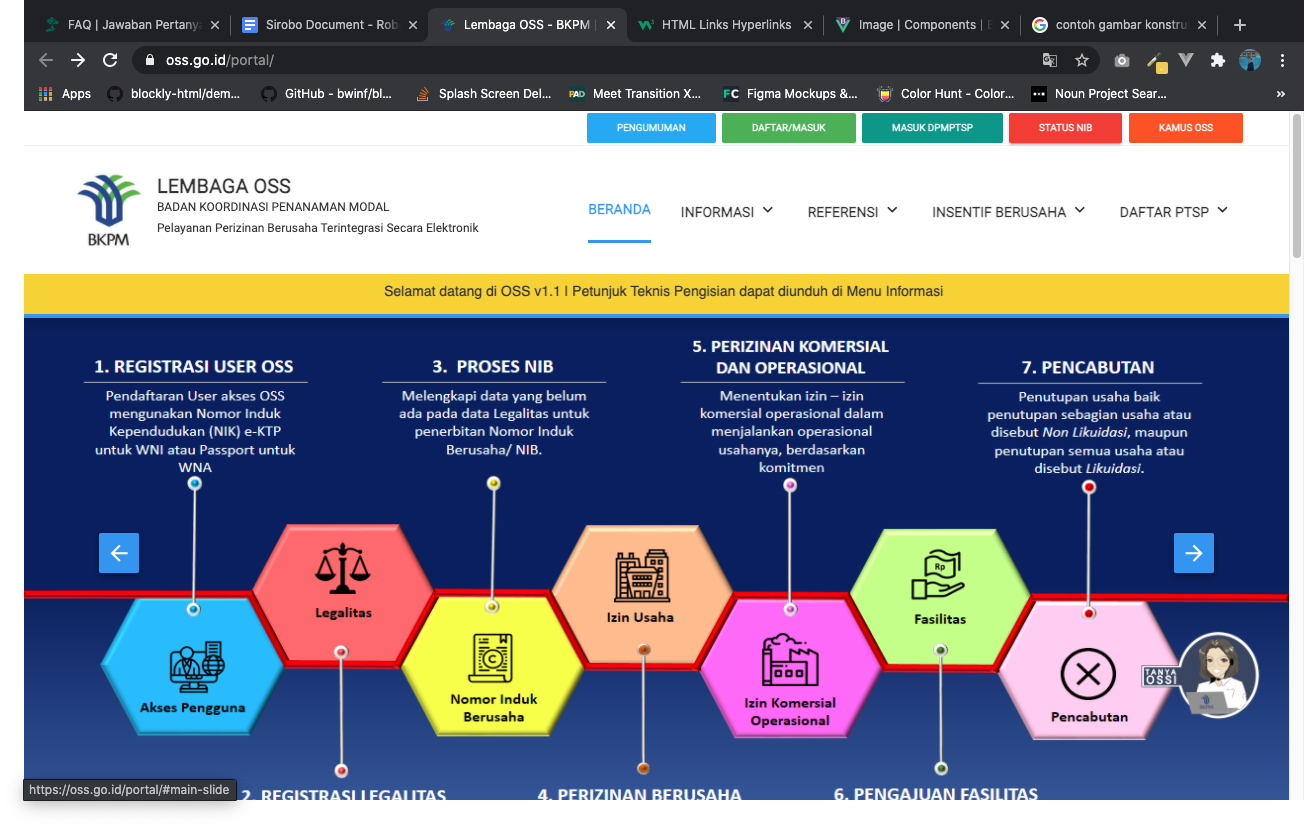 FAQ | Jawaban Pertany
Sirobo Document - Rob
Lembaga OSS - BKPM |
HTML Links Hyperlinks
Image | Components |
contoh gambar konstru
oss.go.id/portal/
Apps
blockly-html/dem...
GitHub - bwinf/bl...
Splash Screen Del...
PAD
Meet Transition X...
FC
Figma Mockups &...
Color Hunt - Color...
Noun Project Sear...
PENGUMUMAN
DAFTAR/MASUK
MASUK DPMPTSP
STATUS NIB
KAMUS OSS
BKPM
LEMBAGA OSS
BADAN KOORDINASI PENANAMAN MODAL
Pelayanan Perizinan Berusaha Terintegrasi Secara Elektronik
BERANDA
INFORMASI
REFERENSI
INSENTIF BERUSAHA
DAFTAR PTSP
Selamat datang di OSS v1.1 | Petunjuk Teknis Pengisian dapat diunduh di Menu Informasi
1. REGISTRASI USER OSS
Pendaftaran User akses OSS
mengunakan Nomor Induk
Kependudukan (NIK) e-KTP
untuk WNI atau Passport untuk
WNA
3. PROSES NIB
Melengkapi data yang belum
ada pada data Legalitas untuk
penerbitan Nomor Induk
Berusaha/ NIB.
5. PERIZINAN KOMERSIAL
DAN OPERASIONAL
Menentukan izin – izin
komersial operasional dalam
menjalankan operasional
usahanya, berdasarkan
komitmen
7. PENCABUTAN
Penutupan usaha baik
penutupan sebagian usaha atau
disebut Non Likuidasi, maupun
penutupan semua usaha atau
disebut Likuidasi.
Akses Pengguna
Legalitas
Nomor Induk
Berusaha
Izin Usaha
Izin Komersial
Operasional
Rp
Fasilitas
Pencabutan
TANYA
OSSI
https://oss.go.id/portal/#main-slide
2. REGISTRASI LEGALITAS
4. PERIZINAN BERUSAHA
6. PENGAJUAN FASILITAS